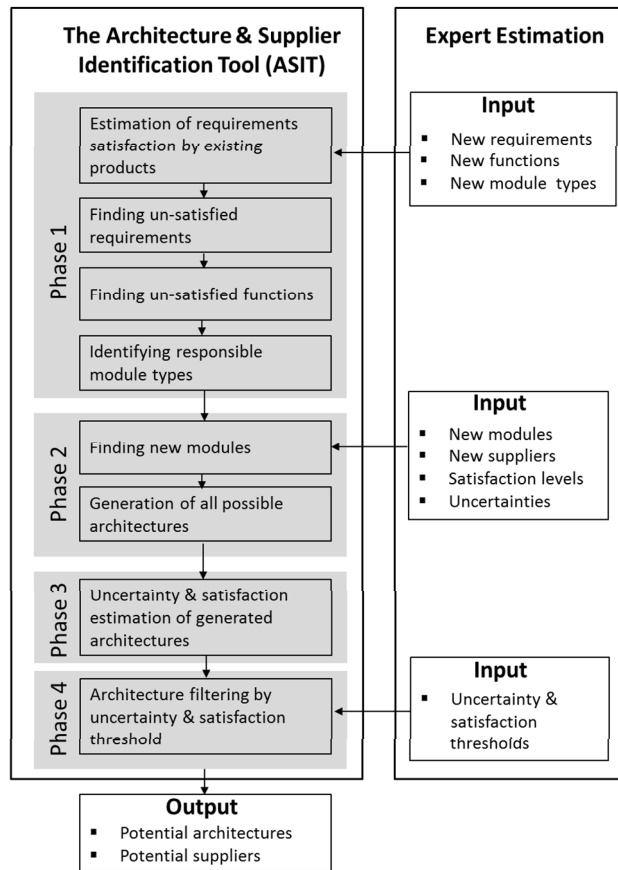 The Architecture & Supplier
Identification Tool (ASIT)
Phase 1
Estimation of requirements
satisfaction by existing
products
Finding un-satisfied
requirements
Finding un-satisfied functions
Identifying responsible
module types
Phase 2
Finding new modules
Generation of all possible
architectures
Phase 3
Uncertainty & satisfaction
estimation of generated
architectures
Phase 4
Architecture filtering by
uncertainty & satisfaction
threshold
Output
▪ Potential architectures
▪ Potential suppliers
Expert Estimation
Input
▪ New requirements
▪ New functions
▪ New module types
Input
▪ New modules
▪ New suppliers
▪ Satisfaction levels
▪ Uncertainties
Input
▪ Uncertainty &
satisfaction
thresholds